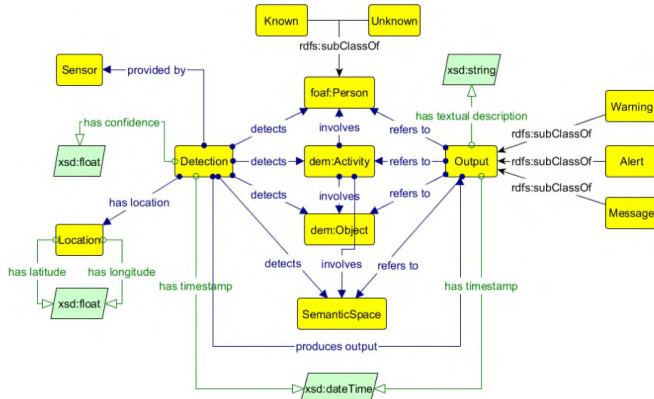 Known
Unknown
rdfs:subClassOf
Sensor
provided by
foaf:Person
xsd:string
has textual description
Warning
has confidence
detects
involves
refers to
rdfs:subClassOf
xsd:float
Detection
detects
dem:Activity
refers to
Output
rdfs:subClassOf
Alert
rdfs:subClassOf
has location
detects
involves
refers to
Message
Location
dem:Object
has latitude
has longitude
detects
involves
refers to
has timestamp
has timestamp
xsd:float
SemanticSpace
produces output
xsd:dateTime